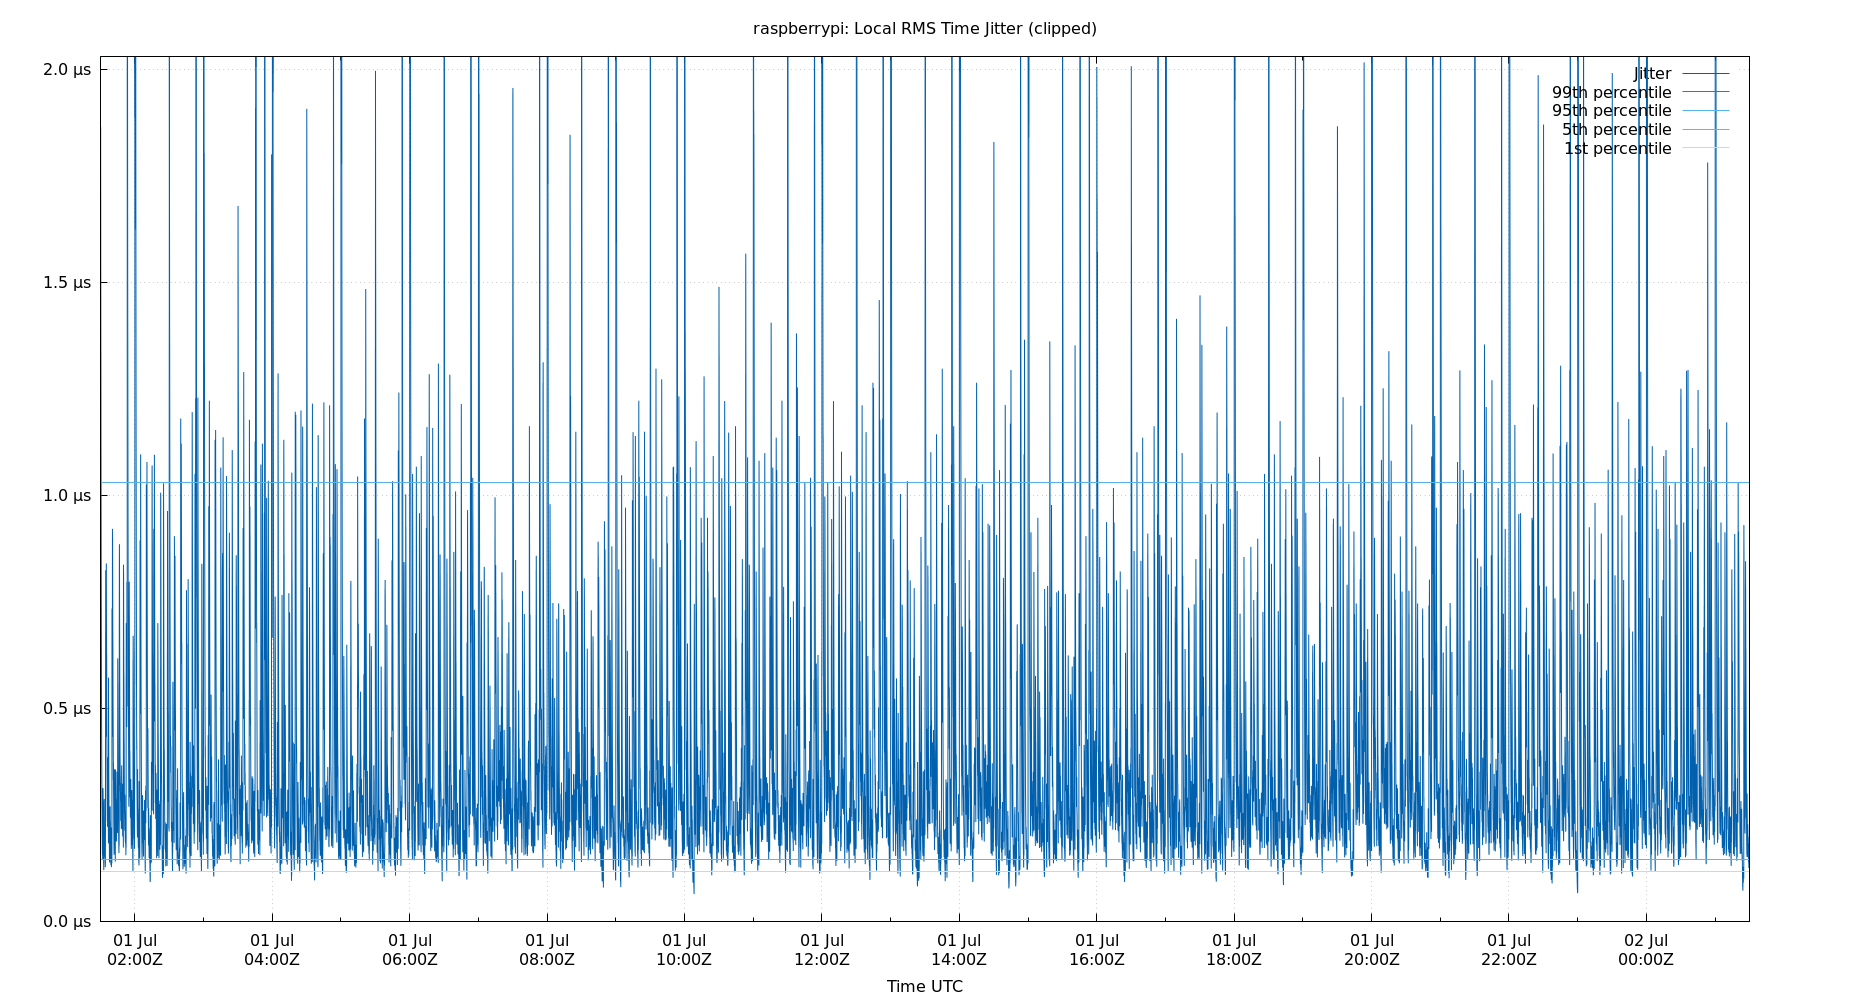 raspberrypi: Local RMS Time Jitter (clipped)
2.0 µs
1.5 µs
1.0 µs
0.5 µs
0.0 µs
Jitter
99th percentile
95th percentile
5th percentile
1st percentile
01 Jul 01 Jul 01 Jul 01 Jul 01 Jul 01 Jul 01 Jul 01 Jul 01 Jul 01 Jul 01 Jul 02 Jul
02:00Z 04:00Z 06:00Z 08:00Z 10:00Z 12:00Z 14:00Z 16:00Z 18:00Z 20:00Z 22:00Z 00:00Z
Time UTC